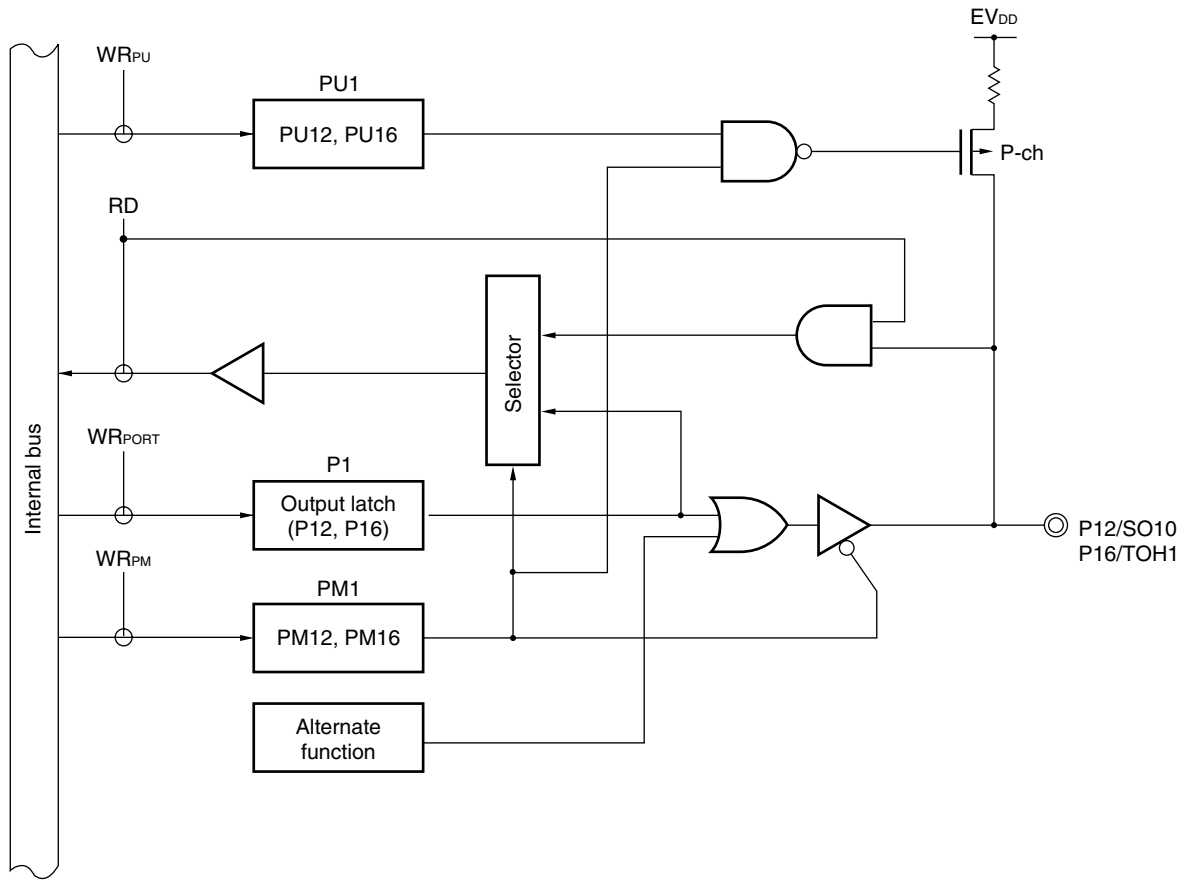 EVDD
WRPU
PU1
PU12, PU16
P-ch
RD
Selector
Internal bus
WRPORT
P1
Output latch
(P12, P16)
P12/SO10
P16/TOH1
WRPM
PM1
PM12, PM16
Alternate
function